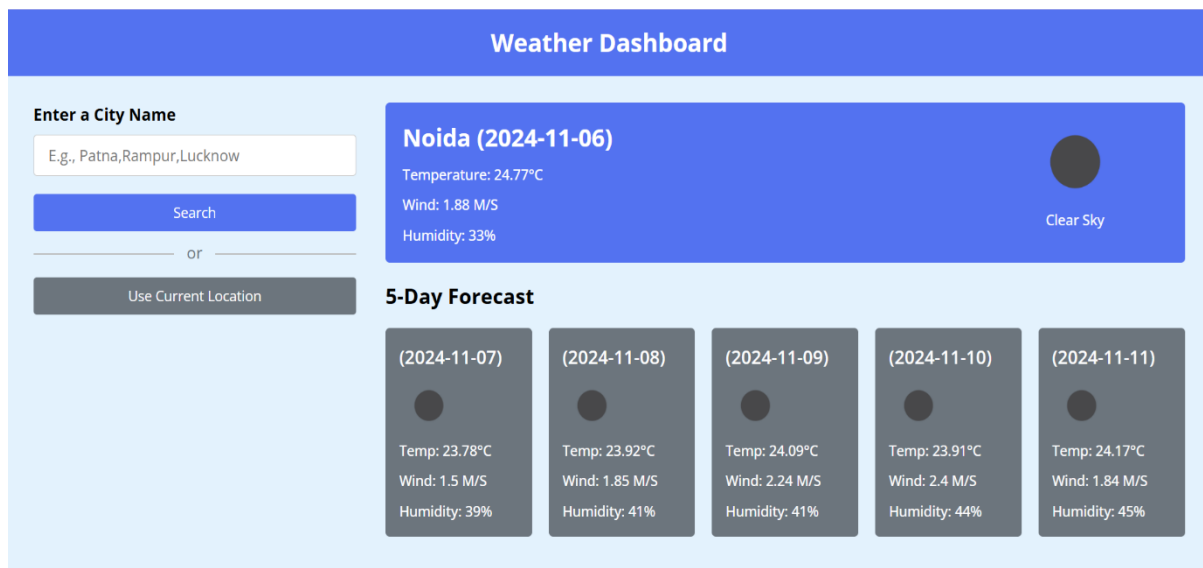 Weather Dashboard
Enter a City Name
E.g., Patna,Rampur,Lucknow
Search
or
Use Current Location
Noida (2024-11-06)
Temperature: 24.77°C
Wind: 1.88 M/S
Humidity: 33%
Clear Sky
5-Day Forecast
(2024-11-07)
Temp: 23.78°C
Wind: 1.5 M/S
Humidity: 39%
(2024-11-08)
Temp: 23.92°C
Wind: 1.85 M/S
Humidity: 41%
(2024-11-09)
Temp: 24.09°C
Wind: 2.24 M/S
Humidity: 41%
(2024-11-10)
Temp: 23.91°C
Wind: 2.4 M/S
Humidity: 44%
(2024-11-11)
Temp: 24.17°C
Wind: 1.84 M/S
Humidity: 45%